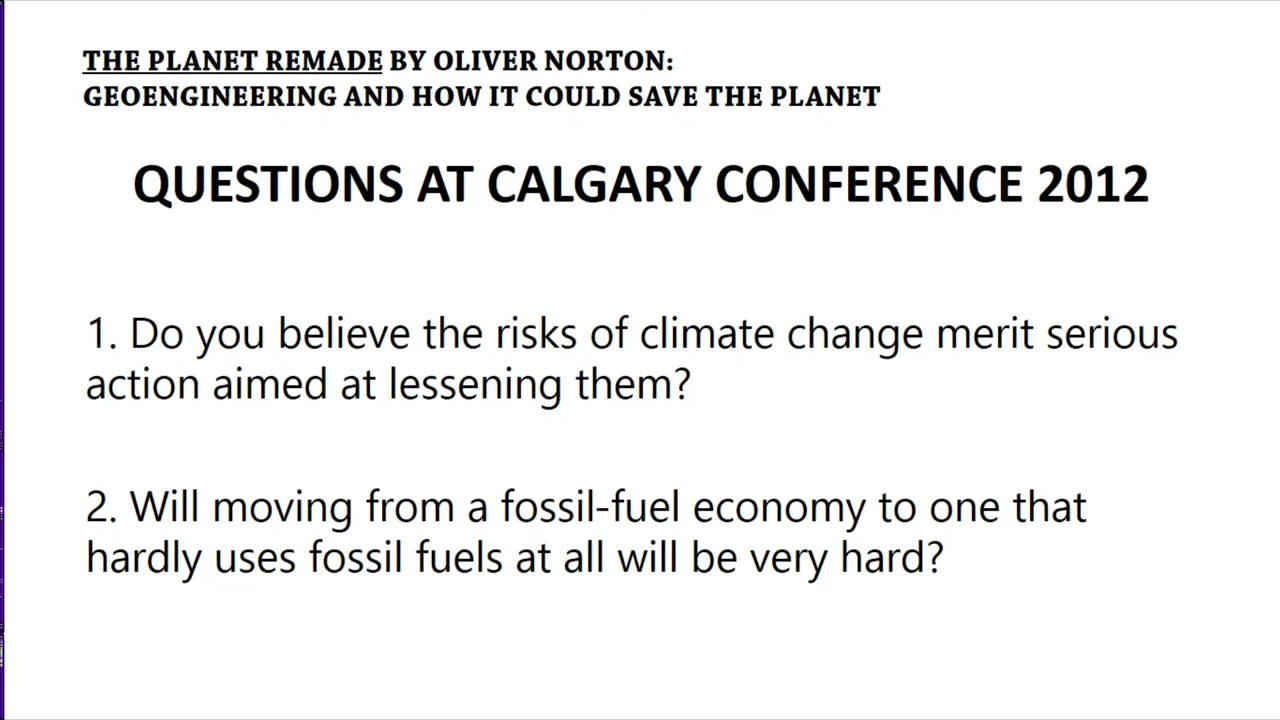 THE PLANET REMADE BY OLIVER NORTON:
GEOENGINEERING AND HOW IT COULD SAVE THE PLANET
QUESTIONS AT CALGARY CONFERENCE 2012
1. Do you believe the risks of climate change merit serious
action aimed at lessening them?
2. Will moving from a fossil-fuel economy to one that
hardly uses fossil fuels at all will be very hard?